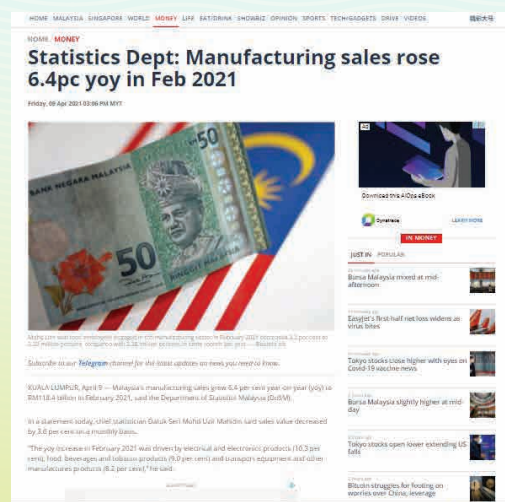 HOME MALAYSIA SINGAPORE WORLD MONEY LIFE EAT/DRINK SHOWBIZ OPINION SPORTS TECH/GADGETS DRIVE VIDEOS
HOME MONEY
Statistics Dept: Manufacturing sales rose
6.4pc yoy in Feb 2021
Friday, 09 Apr 2021 03:06 PM MYT
BANK NEGARA MALAYSIA
50
50
RINGGIT MALAYSIA
Subscribe to our Telegram channel for the latest updates on news you need to know.
KUALA LUMPUR, April 9 — Malaysia's manufacturing sales grew 6.4 per cent year-on-year (yoy) to
RM118.4 billion in February 2021, said the Department of Statistics Malaysia (DoSM).
In a statement today, chief statistician Datuk Seri Mohd Uzir Mahidin said sales value decreased
by 3.6 per cent on a monthly basis.
"The yoy increase in February 2021 was driven by electrical and electronics products (10.3 per
cent), food, beverages and tobacco products (9.0 per cent) and transport equipment and other
manufactures products (8.2 per cent)," he said.
Ad
Download this AIOps eBook
Dynatrace
LEARN MORE
IN MONEY
JUST IN POPULAR
Bursa Malaysia mixed at mid-
afternoon
EasyJet's first-half net loss widens as
virus bites
Tokyo stocks close higher with eyes on
Covid-19 vaccine news
Bursa Malaysia slightly higher at mid-
day
Tokyo stocks open lower extending US
falls
Bitcoin struggles for footing on
worries over China, leverage